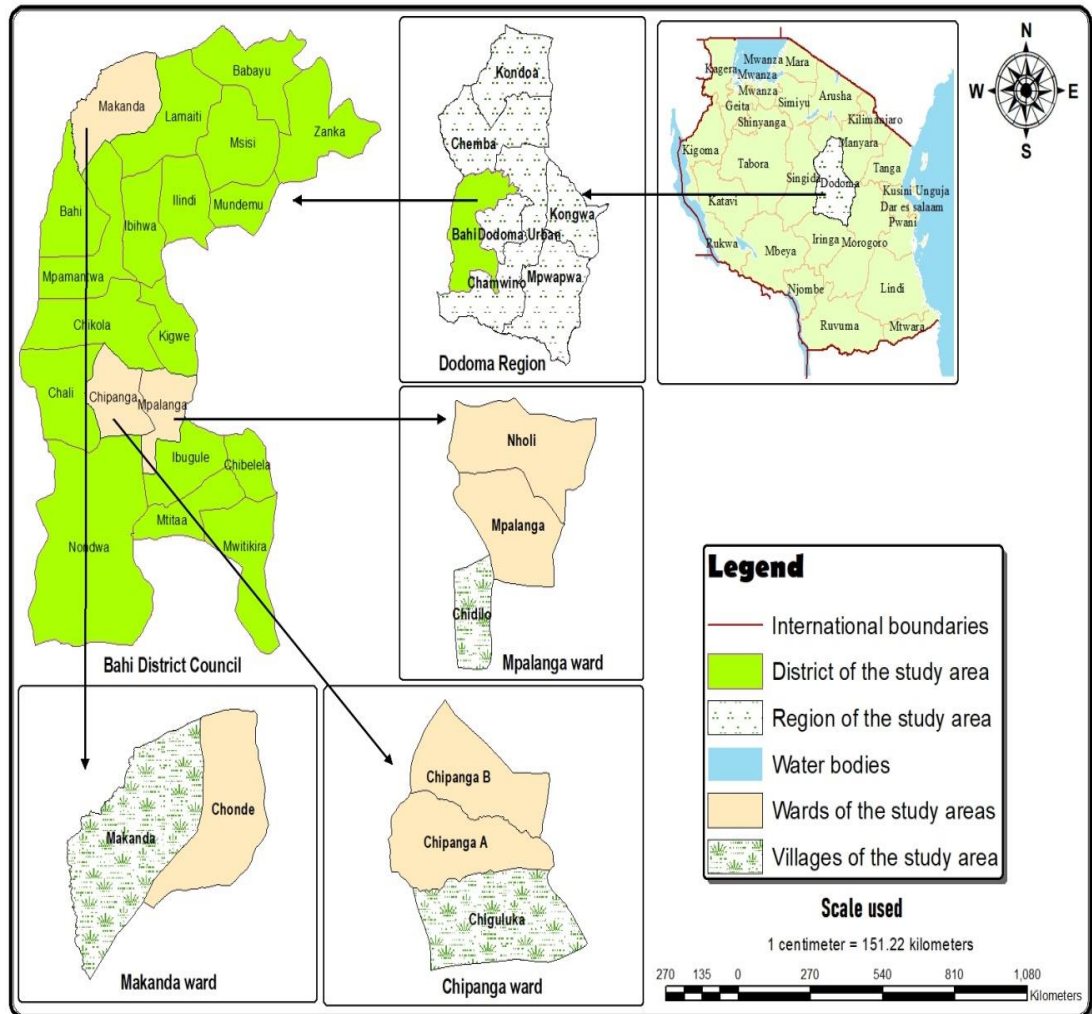 Makanda
Babayu
Lamaiti
Zanka
Msisi
Ilindi
Mundemu
Bahi
Ibihwa
Mpamantwa
Chikola
Kigwe
Chali
Chipanga
Mpalanga
Ibugule
Chibelela
Mtitaa
Nondwa
Mwitikira
Bahi District Council
Kondoa
Chemba
Kongwa
Bahi
Dodoma Urban
Chamwino
Mpwapwa
Dodoma Region
Kagera
Mwanza
Mara
Mwanza
Mwanza
Geita
Simiyu
Arusha
Shinyanga
Kilimanjaro
Manyara
Kigoma
Tabora
Singida
Dodoma
Tanga
Kusini Unguja
Dar es salaam
Pwani
Katavi
Rukwa
Mbeya
Iringa
Morogoro
Njombe
Lindi
Ruvuma
Mtwara
N
W
E
S
Nholi
Mpalanga
Chidilo
Mpalanga ward
Makanda
Chonde
Makanda ward
Chipanga B
Chipanga A
Chiguluka
Chipanga ward
Legend
International boundaries
District of the study area
Region of the study area
Water bodies
Wards of the study areas
Villages of the study area
Scale used
1 centimeter = 151.22 kilometers
270 135 0 270 540 810 1,080
Kilometers